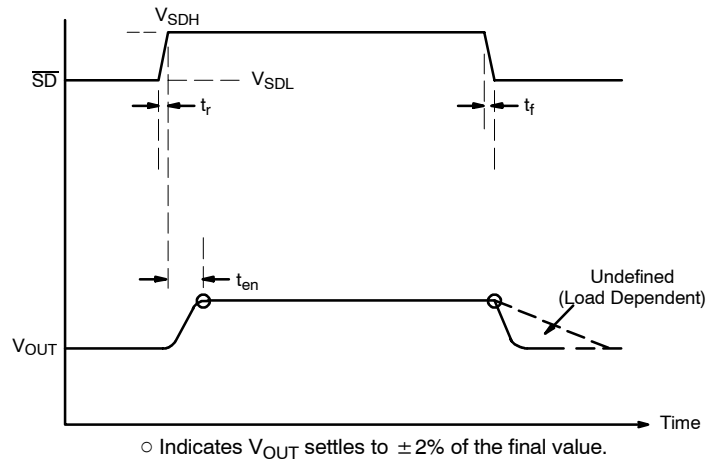 V_SDH
S̅D̅
V_SDL
t_r
t_f
t_en
Undefined
(Load Dependent)
V_OUT
Time
○ Indicates V_OUT settles to ±2% of the final value.